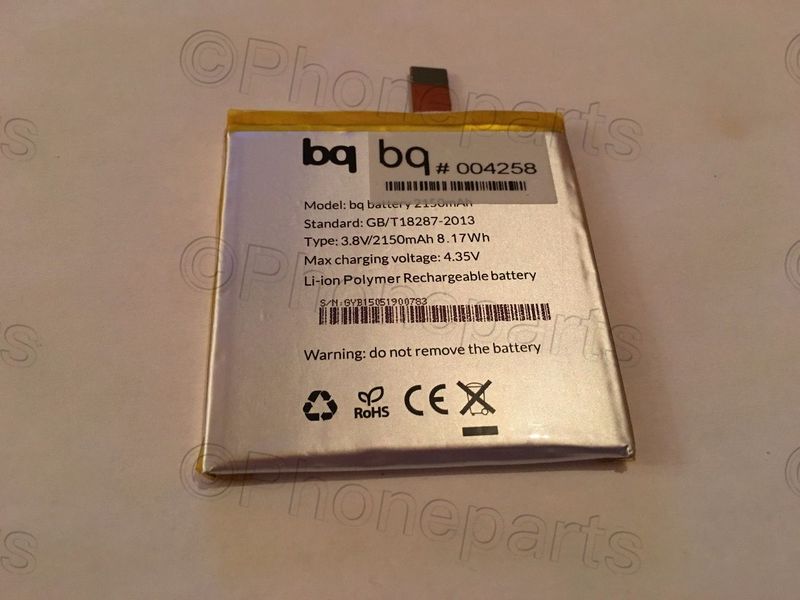 ©Phoneparts
bq
bq # 004258
Model: bq battery 2150mAh
Standard: GB/T18287-2013
Type: 3.8V/2150mAh 8.17Wh
Max charging voltage: 4.35V
Li-ion Polymer Rechargeable battery
S/N:GYB15051900783
Warning: do not remove the battery
RoHS
CE
©Phoneparts
©Phoneparts